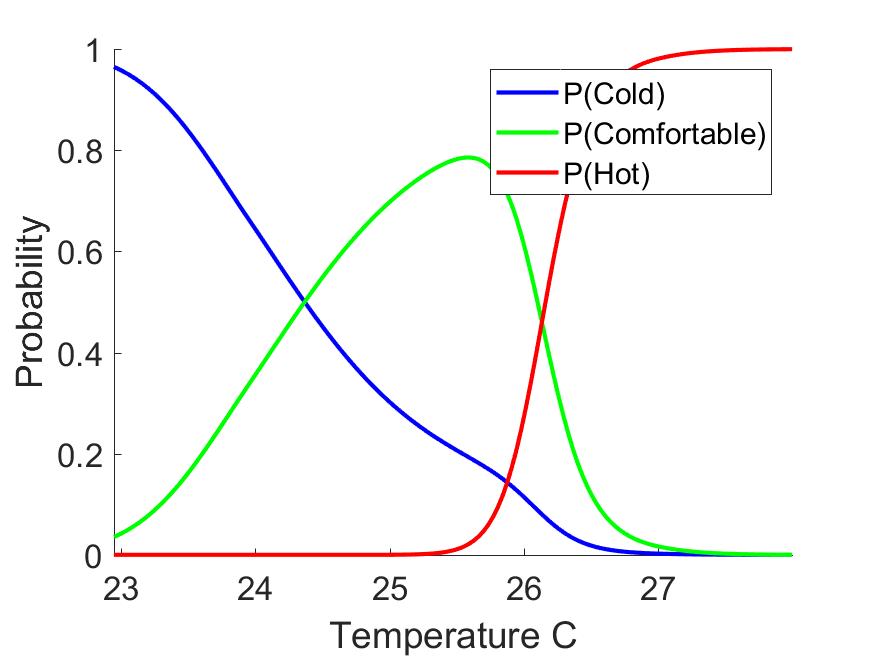 1
0.8
0.6
0.4
0.2
0
Probability
P(Cold)
P(Comfortable)
P(Hot)
23 24 25 26 27
Temperature C